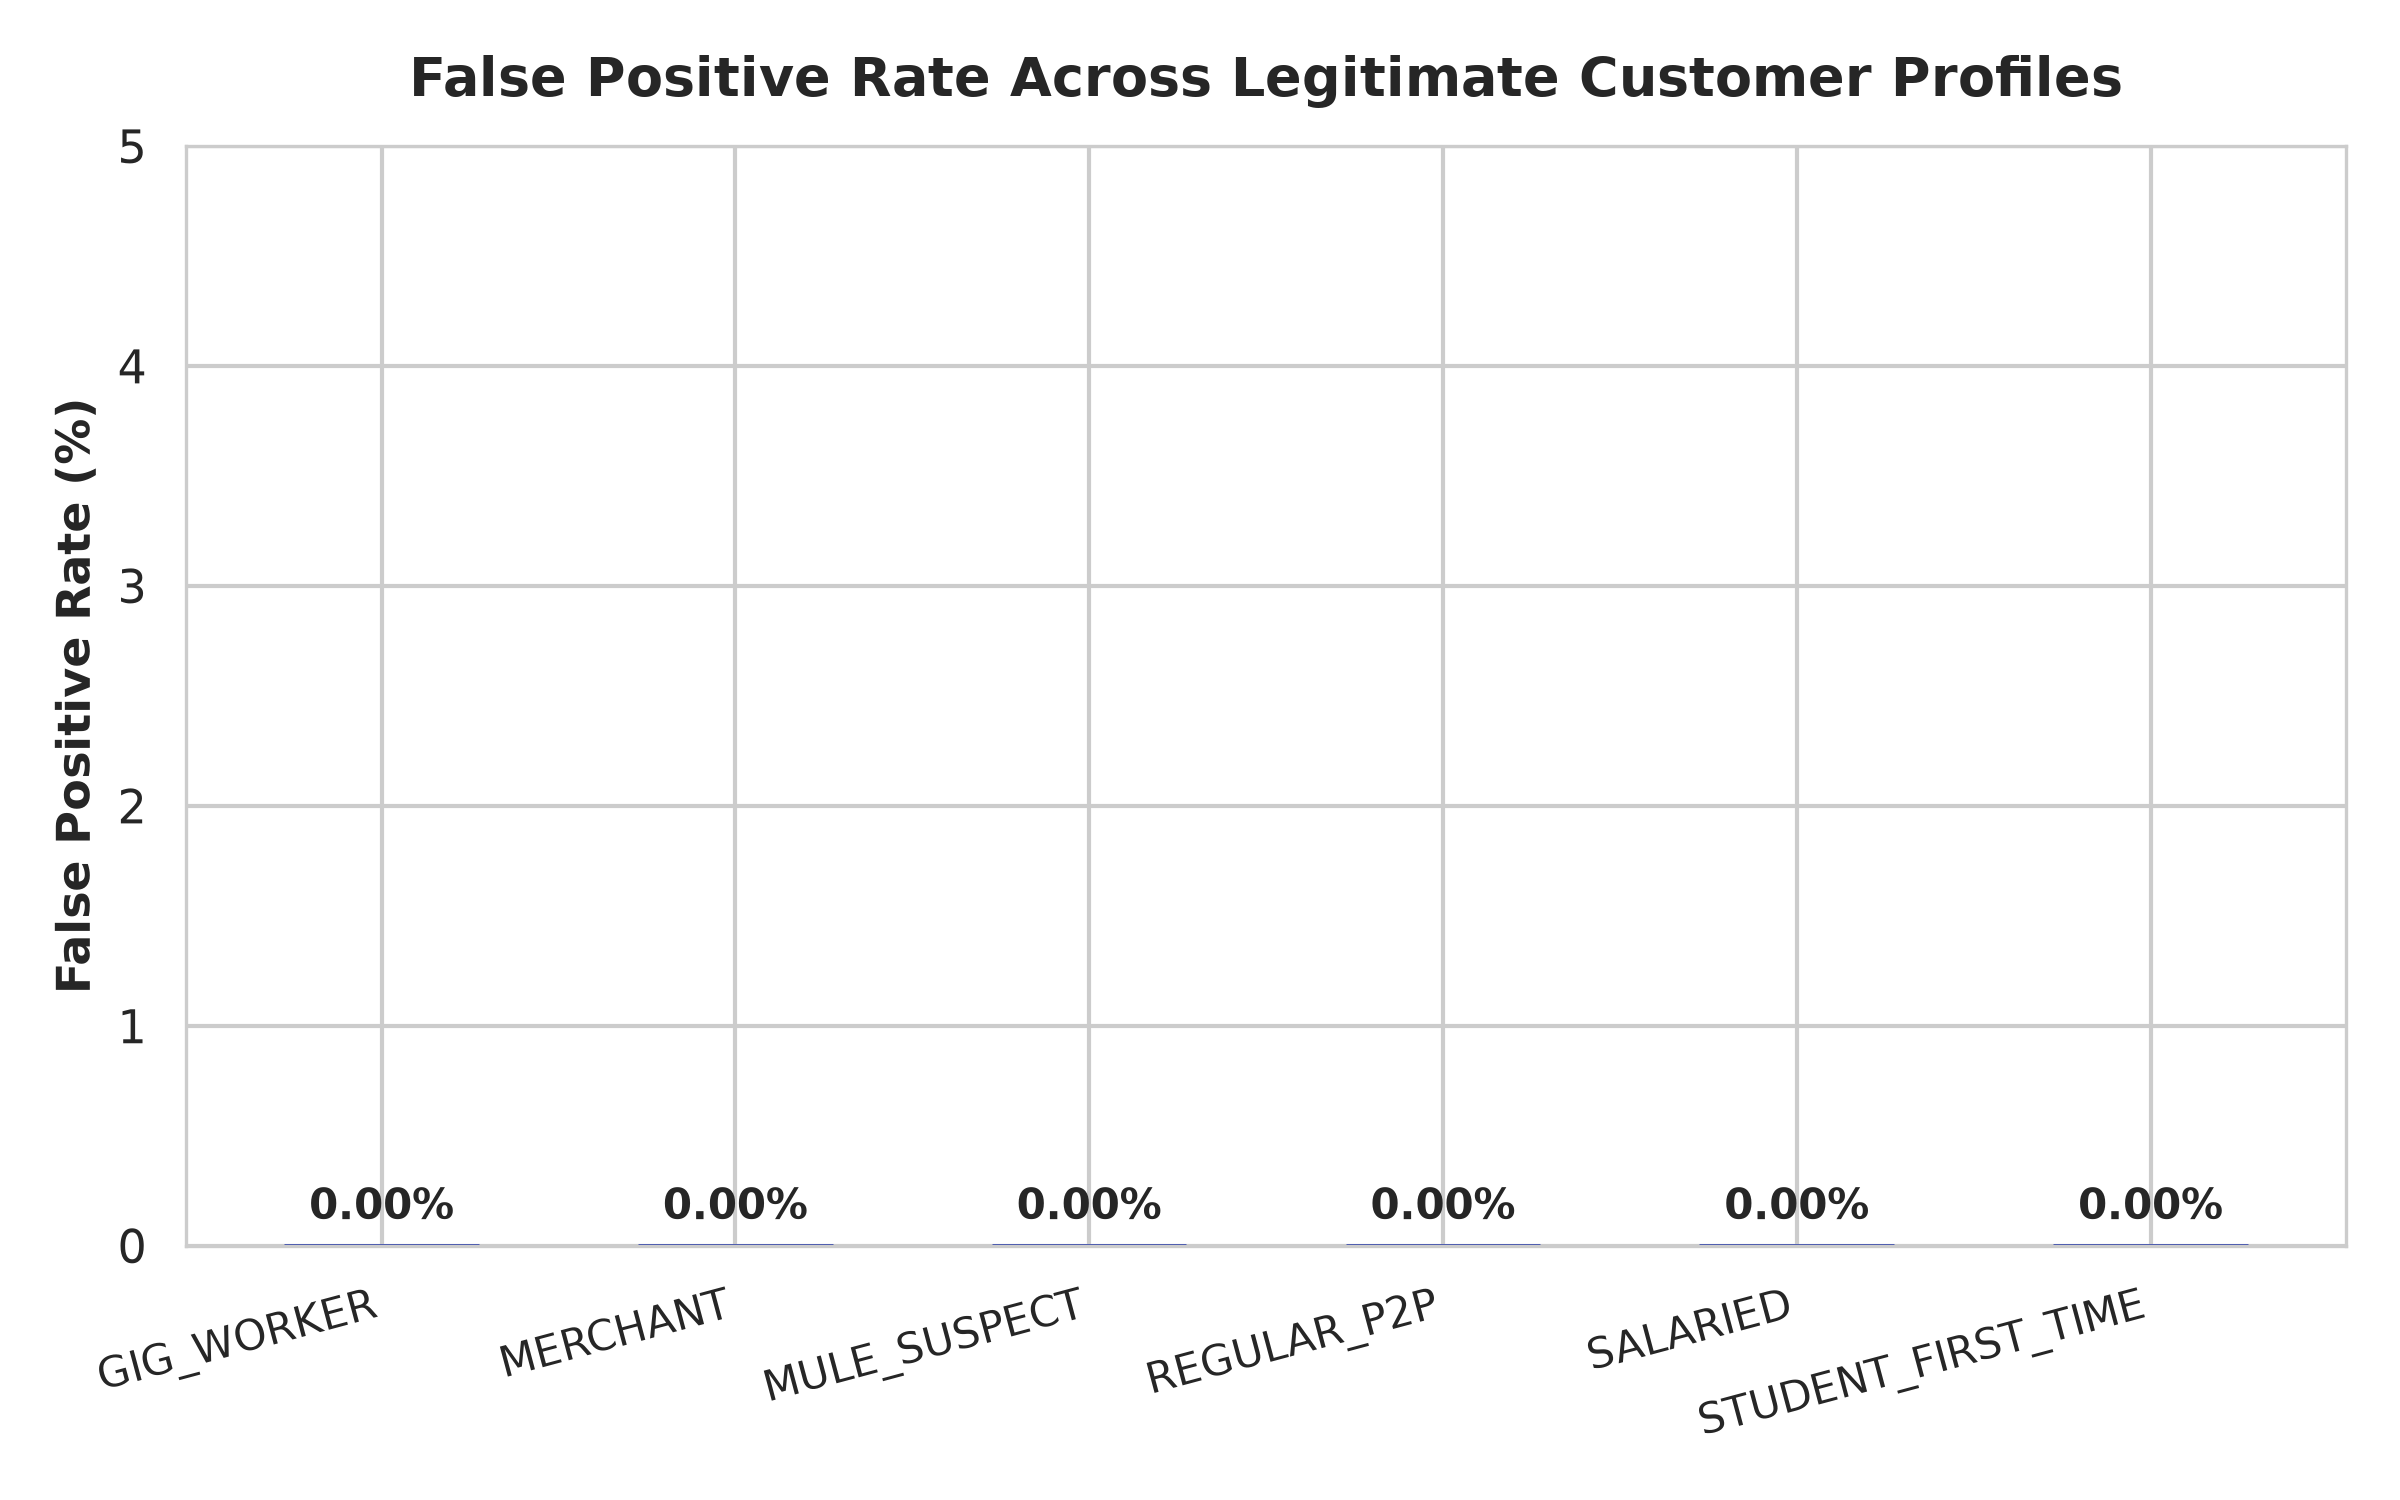 False Positive Rate Across Legitimate Customer Profiles
False Positive Rate (%)
5
4
3
2
1
0
0.00% 0.00% 0.00% 0.00% 0.00% 0.00%
GIG_WORKER MERCHANT MULE_SUSPECT REGULAR_P2P SALARIED STUDENT_FIRST_TIME